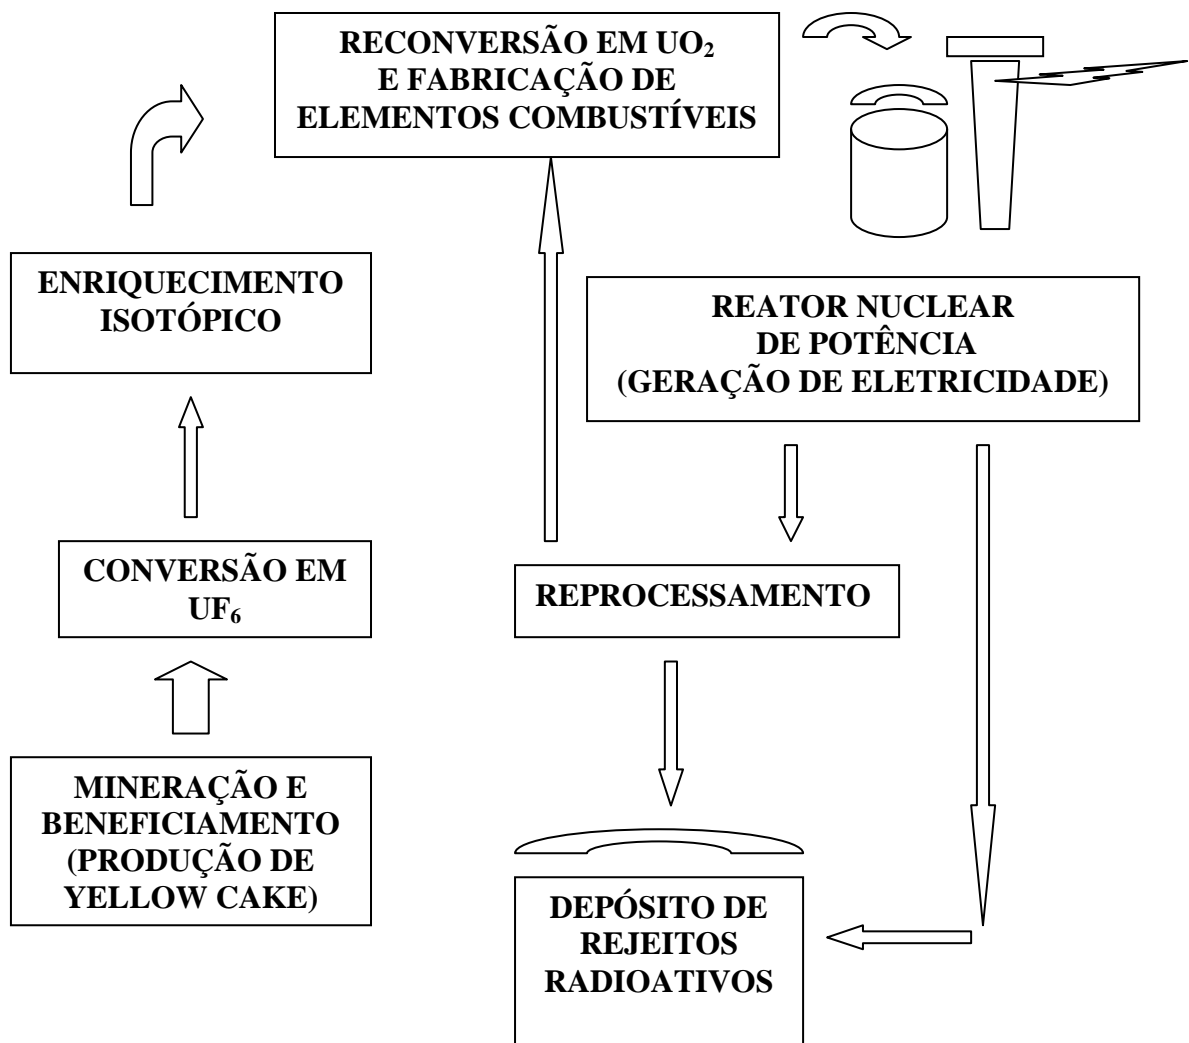 RECONVERSÃO EM UO₂
E FABRICAÇÃO DE
ELEMENTOS COMBUSTÍVEIS
ENRIQUECIMENTO
ISOTÓPICO
REATOR NUCLEAR
DE POTÊNCIA
(GERAÇÃO DE ELETRICIDADE)
CONVERSÃO EM
UF₆
REPROCESSAMENTO
MINERAÇÃO E
BENEFICIAMENTO
(PRODUÇÃO DE
YELLOW CAKE)
DEPÓSITO DE
REJEITOS
RADIOATIVOS